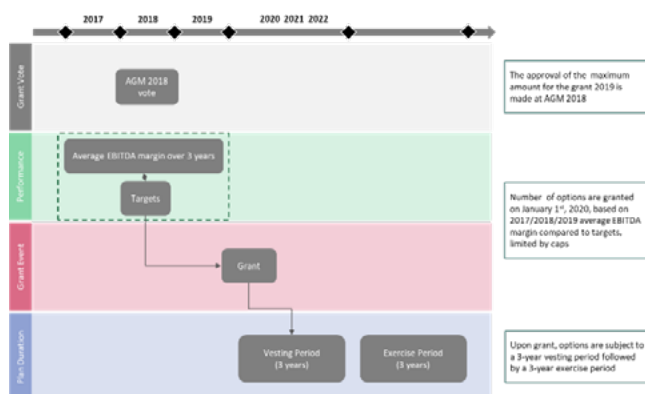 2017 2018 2019 2020 2021 2022
Grant Vote
AGM 2018
vote
The approval of the maximum
amount for the grant 2019 is
made at AGM 2018
Performance
Average EBITDA margin over 3 years
Targets
Number of options are granted
on January 1st, 2020, based on
2017/2018/2019 average EBITDA
margin compared to targets,
limited by caps
Grant Event
Grant
Plan Duration
Vesting Period
(3 years)
Exercise Period
(3 years)
Upon grant, options are subject to
a 3-year vesting period followed
by a 3-year exercise period